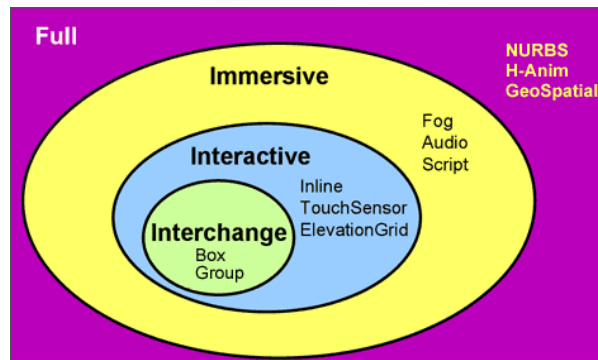 Full
NURBS
H-Anim
GeoSpatial
Immersive
Fog
Audio
Script
Interactive
Inline
TouchSensor
ElevationGrid
Interchange
Box
Group